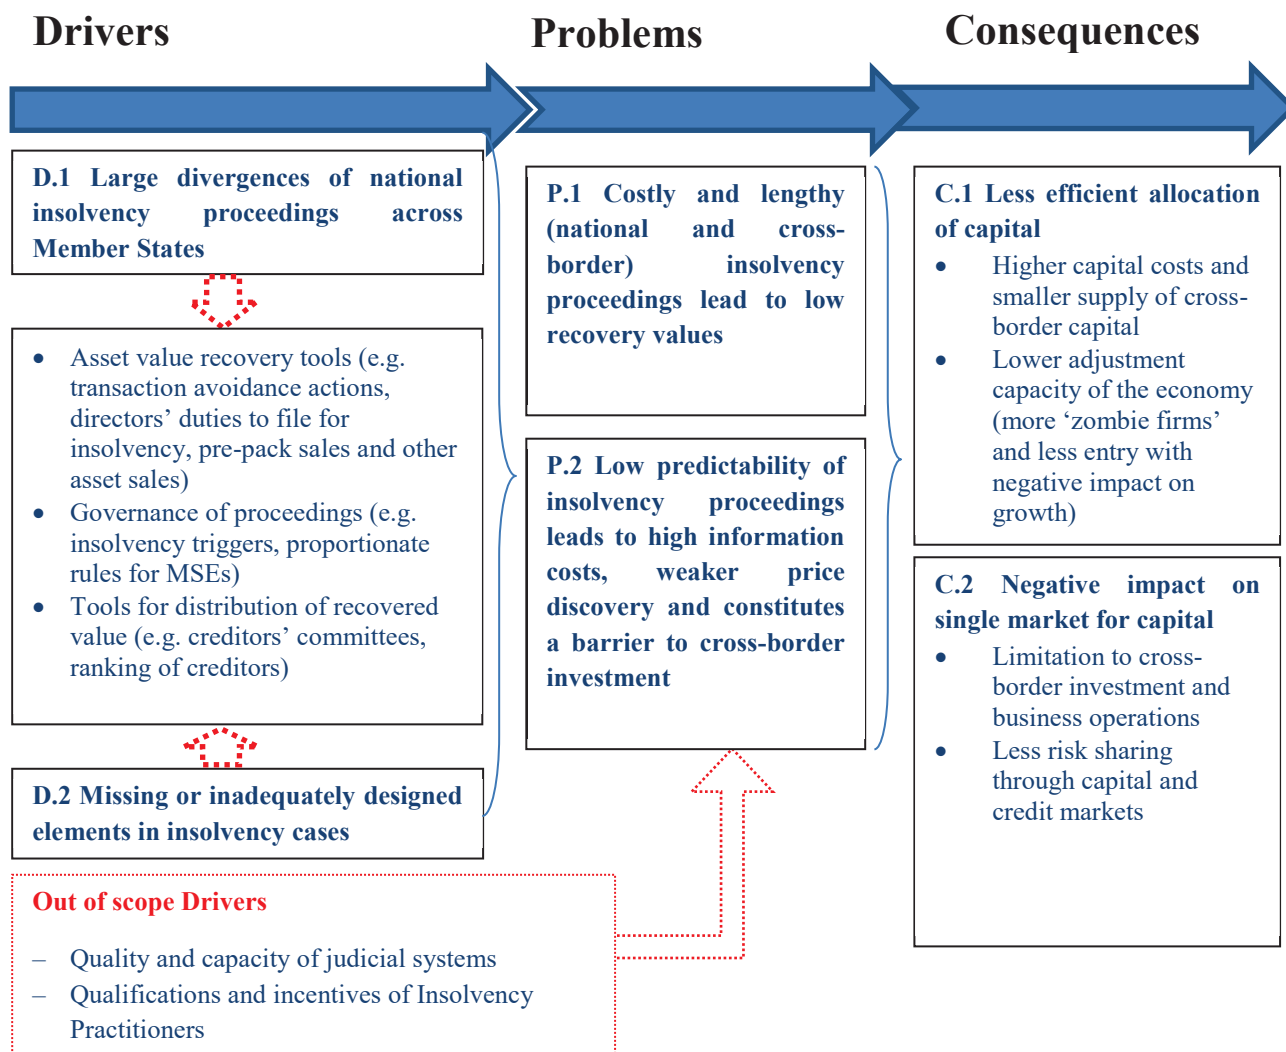 Drivers
Problems
Consequences
D.1 Large divergences of national
insolvency proceedings across
Member States
• Asset value recovery tools (e.g.
transaction avoidance actions,
directors’ duties to file for
insolvency, pre-pack sales and other
asset sales)
• Governance of proceedings (e.g.
insolvency triggers, proportionate
rules for MSEs)
• Tools for distribution of recovered
value (e.g. creditors’ committees,
ranking of creditors)
D.2 Missing or inadequately designed
elements in insolvency cases
Out of scope Drivers
– Quality and capacity of judicial systems
– Qualifications and incentives of Insolvency
Practitioners
P.1 Costly and lengthy
(national and cross-
border) insolvency
proceedings lead to low
recovery values
P.2 Low predictability of
insolvency proceedings
leads to high information
costs, weaker price
discovery and constitutes
a barrier to cross-border
investment
C.1 Less efficient allocation
of capital
• Higher capital costs and
smaller supply of cross-
border capital
• Lower adjustment
capacity of the economy
(more ‘zombie firms’
and less entry with
negative impact on
growth)
C.2 Negative impact on
single market for capital
• Limitation to cross-
border investment and
business operations
• Less risk sharing
through capital and
credit markets